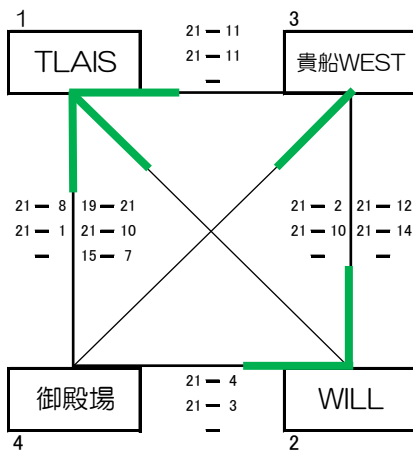 1
3
TLAIS
貴船WEST
21 ー 11
21 ー 11
ー
21 ー 8
21 ー 1
ー
19 ー 21
21 ー 10
15 ー 7
21 ー 2
21 ー 10
ー
21 ー 12
21 ー 14
ー
御殿場
WILL
21 ー 4
21 ー 3
ー
4
2